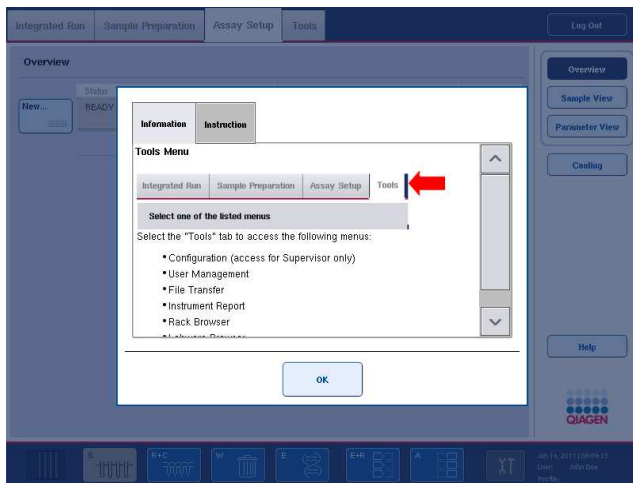 Integrated Run Sample Preparation Assay Setup Tools Log Out
Overview
Overview
Status
New... READY
Sample View
Parameter View
Cooling
Information Instruction
Tools Menu
Integrated Run Sample Preparation Assay Setup Tools
Select one of the listed menus
Select the "Tools" tab to access the following menus:
• Configuration (access for Supervisor only)
• User Management
• File Transfer
• Instrument Report
• Rack Browser
OK
Help
QIAGEN
S R+C W E E+R A
User: John Doe